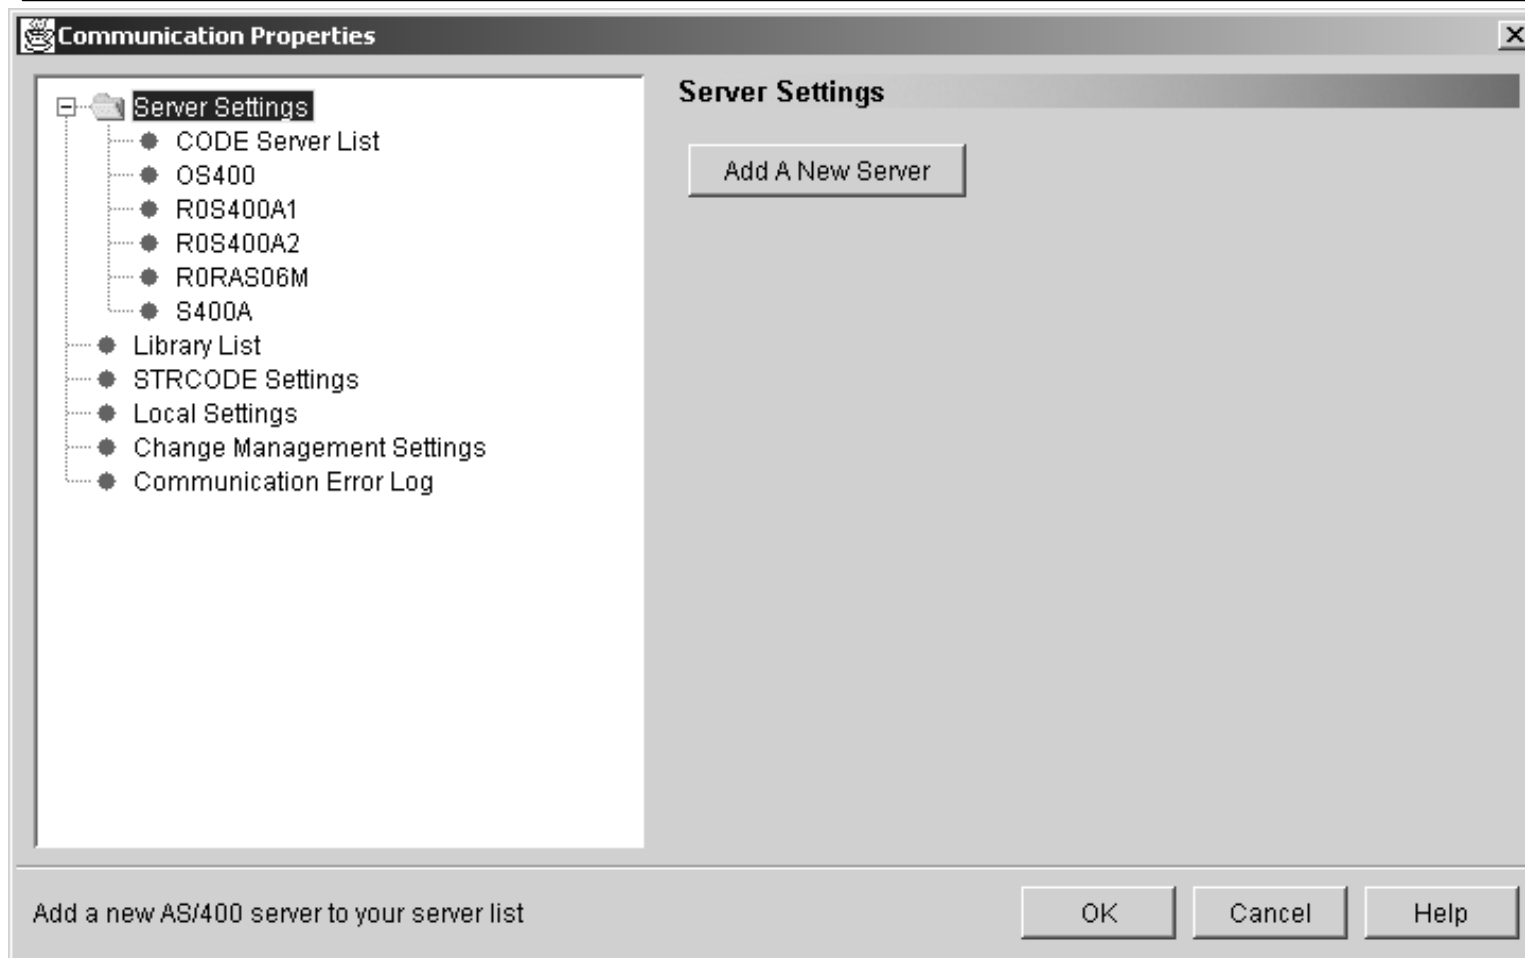 Communication Properties
Server Settings
CODE Server List
OS400
R0S400A1
R0S400A2
R0RAS06M
S400A
Library List
STRCODE Settings
Local Settings
Change Management Settings
Communication Error Log
Server Settings
Add A New Server
Add a new AS/400 server to your server list
OK Cancel Help